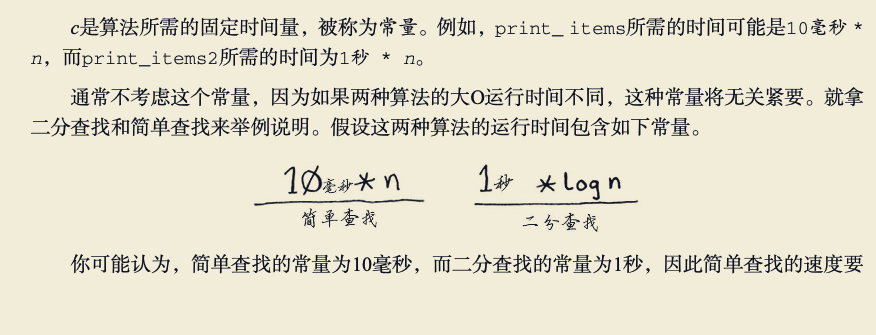 c是算法所需的固定时间量，被称为常量。例如，print_ items所需的时间可能是10毫秒 *
n，而print_items2所需的时间为1秒 * n。
通常不考虑这个常量，因为如果两种算法的大O运行时间不同，这种常量将无关紧要。就拿
二分查找和简单查找来举例说明。假设这两种算法的运行时间包含如下常量。
10毫秒 * n 1秒 * log n
简单查找 二分查找
你可能认为，简单查找的常量为10毫秒，而二分查找的常量为1秒，因此简单查找的速度要